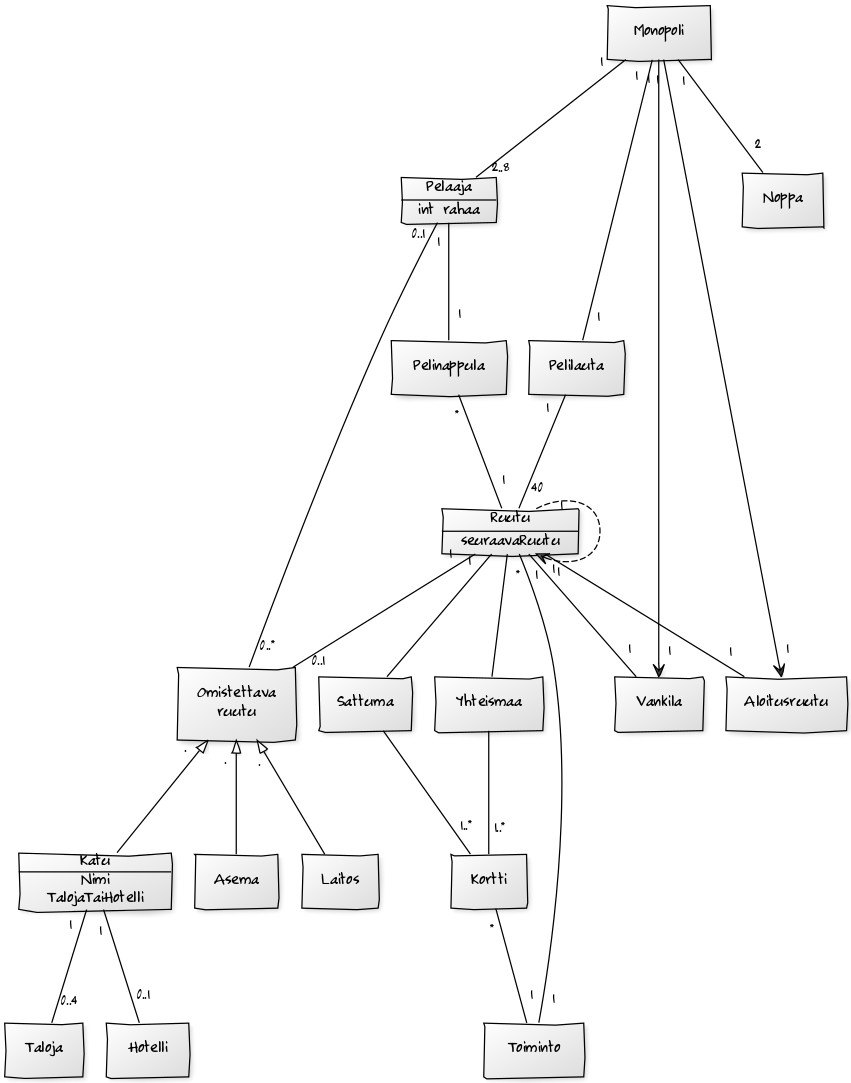 Monopoli
1
1
1
1
1
2
2..8
Pelaaja
int rahaa
Noppa
0..1
1
1
1
Pelinappula
Pelilauta
*
1
1
40
Ruutu
1
seuraavaRuutu
1
1
*
1
1
1
0..*
0..1
1
1
1
1
Omistettava
ruutu
Sattuma
Yhteismaa
Vankila
Aloitusruutu
1..*
1..*
Katu
Nimi
TalojaTaiHotelli
Asema
Laitos
Kortti
1
1
*
0..4
0..1
1
1
Taloja
Hotelli
Toiminto